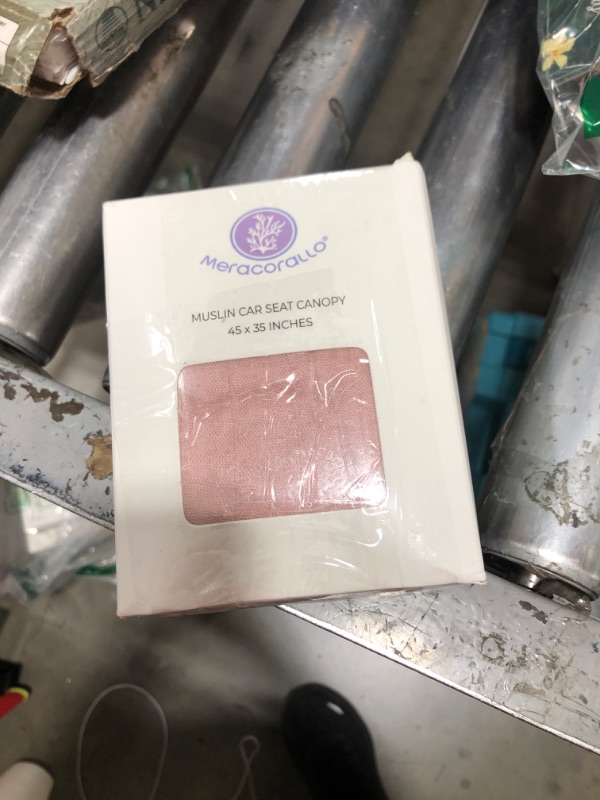 Meracorallo®
MUSLIN CAR SEAT CANOPY
45 x 35 INCHES